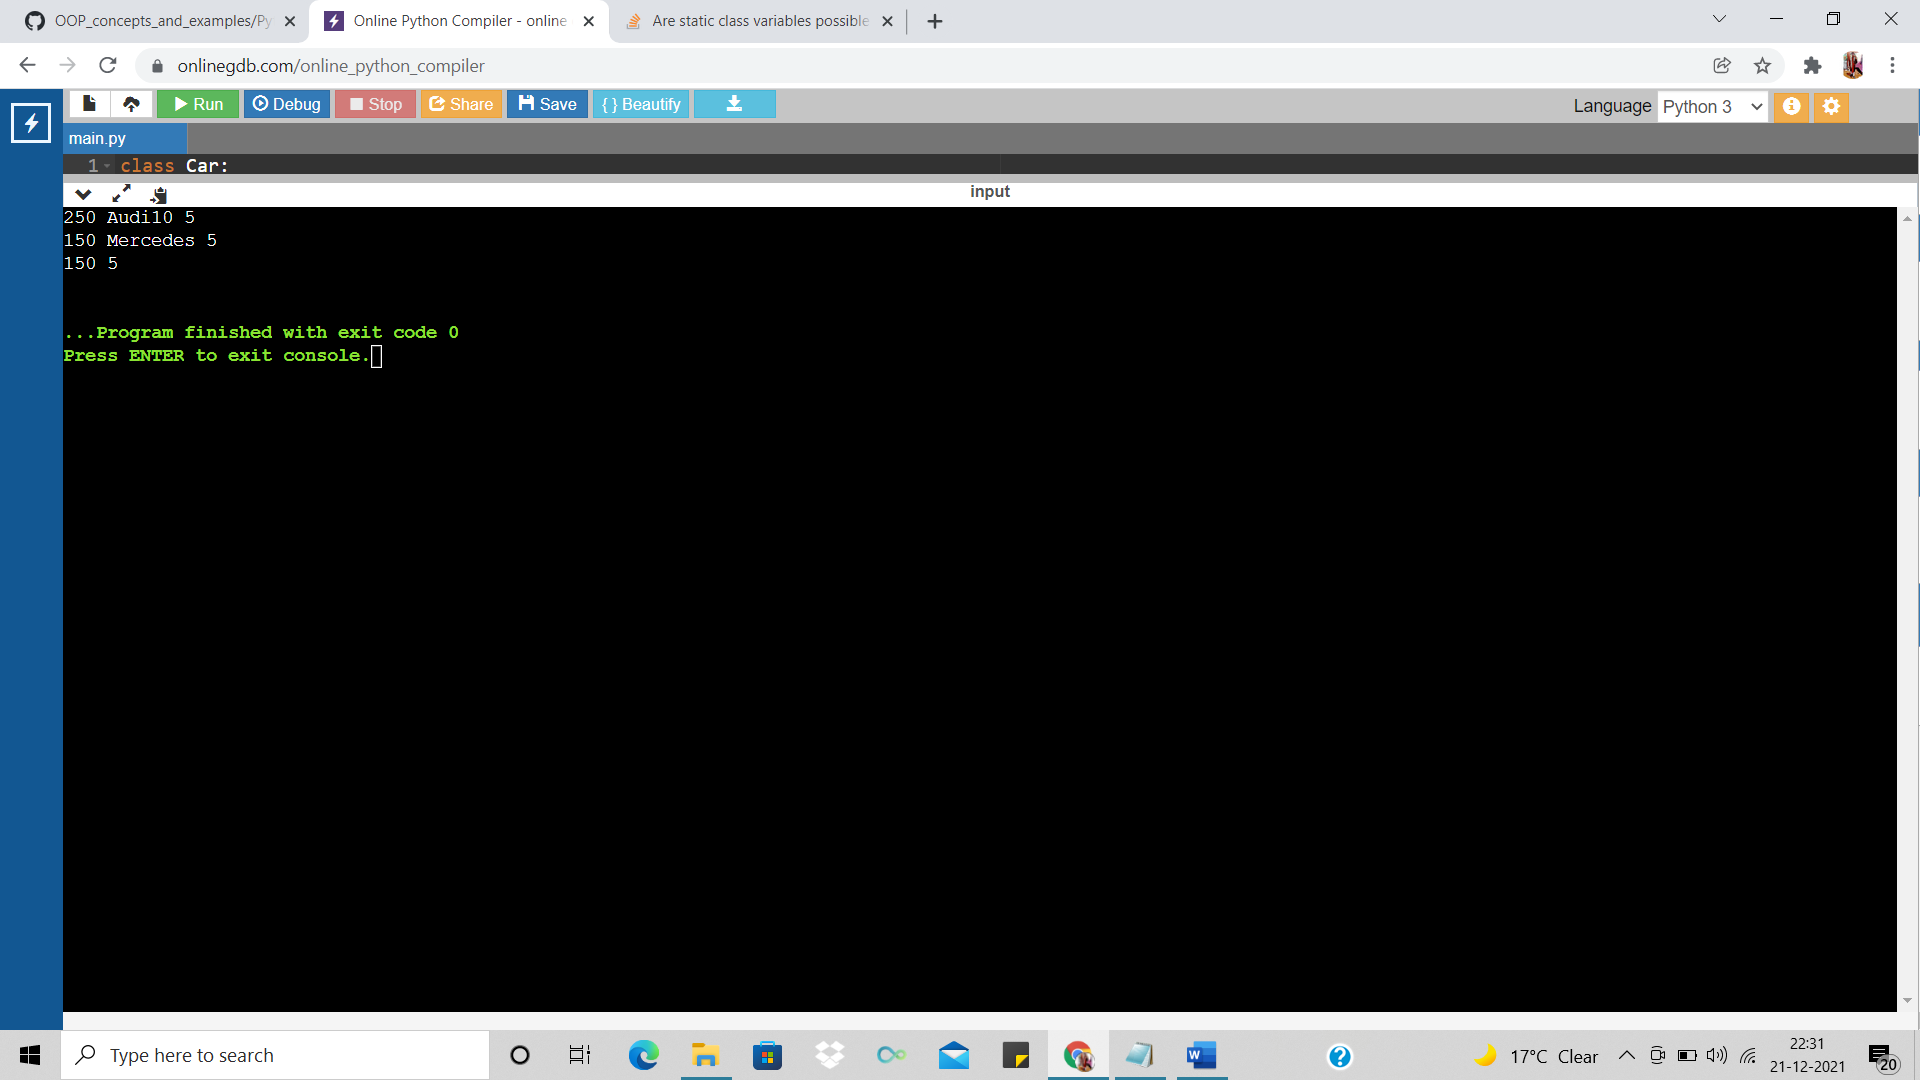 OOP_concepts_and_examples/Py
Online Python Compiler - online
Are static class variables possible
onlinegdb.com/online_python_compiler
Run
Debug
Stop
Share
Save
{ } Beautify
Language
Python 3
main.py
1 class Car:
input
250 Audi10 5
150 Mercedes 5
150 5
...Program finished with exit code 0
Press ENTER to exit console.
Type here to search
17°C Clear
22:31
21-12-2021
20